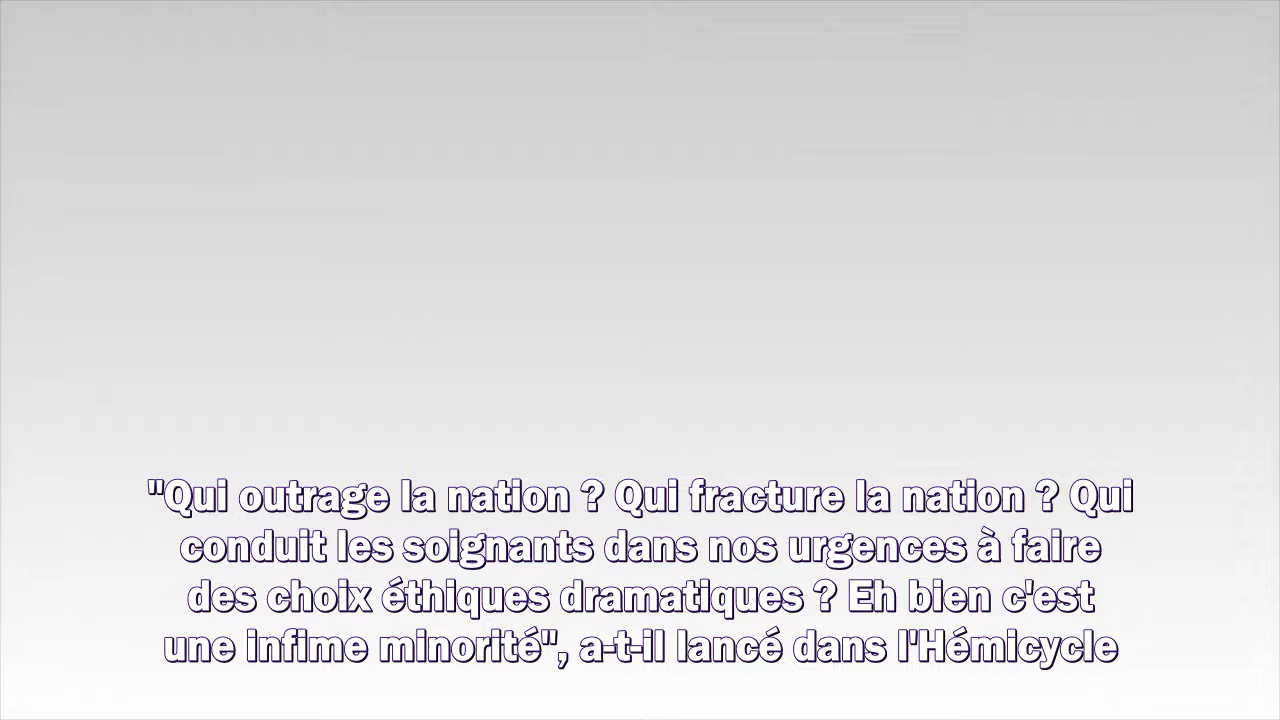 "Qui outrage la nation ? Qui fracture la nation ? Qui
conduit les soignants dans nos urgences à faire
des choix éthiques dramatiques ? Eh bien c'est
une infime minorité", a-t-il lancé dans l'Hémicycle